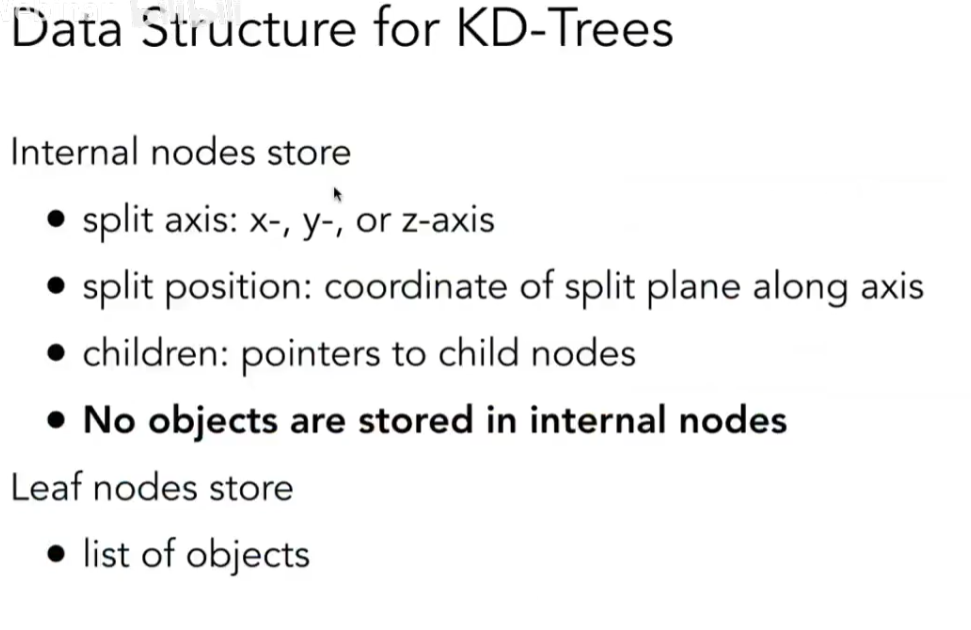 Data Structure for KD-Trees
Internal nodes store
● split axis: x-, y-, or z-axis
● split position: coordinate of split plane along axis
● children: pointers to child nodes
● No objects are stored in internal nodes
Leaf nodes store
● list of objects